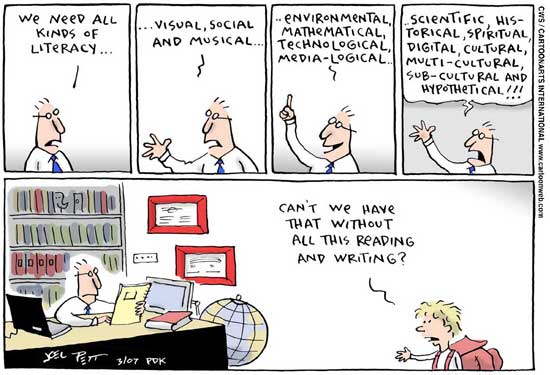 WE NEED ALL
KINDS OF
LITERACY...
...VISUAL, SOCIAL
AND MUSICAL...
..ENVIRONMENTAL,
MATHEMATICAL,
TECHNOLOGICAL,
MEDIA-LOGICAL..
..SCIENTIFIC, HIS-
TORICAL, SPIRITUAL,
DIGITAL, CULTURAL,
MULTI-CULTURAL,
SUB-CULTURAL AND
HYPOTHETICAL!!!
CWS/CARTOONARTS INTERNATIONAL www.cartoonweb.com
CAN'T WE HAVE
THAT WITHOUT
ALL THIS READING
AND WRITING?
JOEL PETT 3/07 PDK